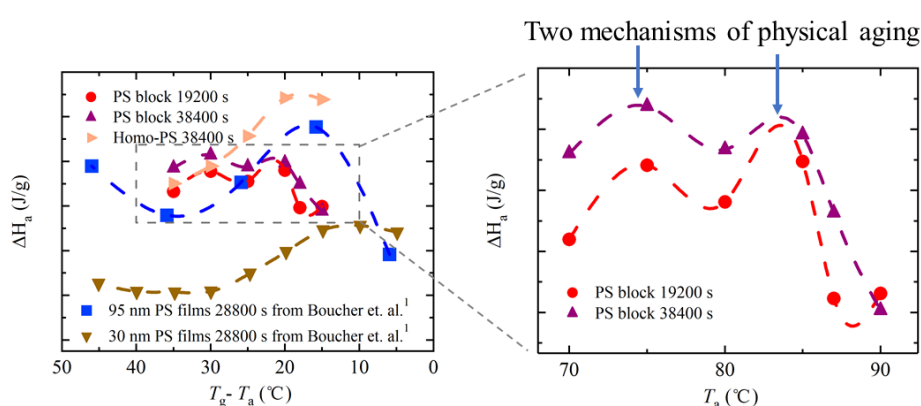 Two mechanisms of physical aging
ΔHa (J/g)
PS block 19200 s
PS block 38400 s
Homo-PS 38400 s
95 nm PS films 28800 s from Boucher et. al.1
30 nm PS films 28800 s from Boucher et. al.1
50 40 30 20 10 0
Tg- Ta (℃)
ΔHa (J/g)
PS block 19200 s
PS block 38400 s
70 80 90
Ta (℃)